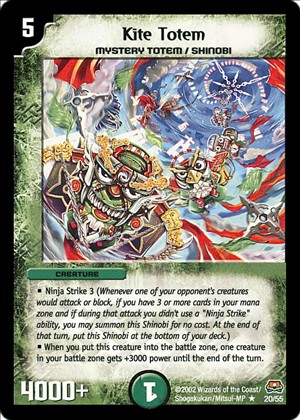 5
Kite Totem
MYSTERY TOTEM / SHINOBI
CREATURE
■ Ninja Strike 3 (Whenever one of your opponent's creatures
would attack or block, if you have 3 or more cards in your mana
zone and if during that attack you didn't use a "Ninja Strike"
ability, you may summon this Shinobi for no cost. At the end of
that turn, put this Shinobi at the bottom of your deck).
■ When you put this creature into the battle zone, one creature
in your battle zone gets +3000 power until the end of the turn.
4000+
1
©2002 Wizards of the Coast/
Shogakukan/Mitsui-MP ★ 20/55